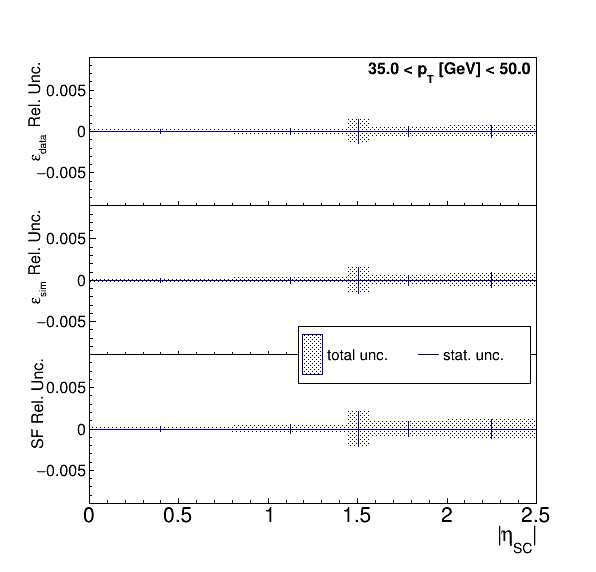 35.0 < p_T [GeV] < 50.0
ε_data Rel. Unc.
0.005
0
−0.005
ε_sim Rel. Unc.
0.005
0
−0.005
total unc. stat. unc.
SF Rel. Unc.
0.005
0
−0.005
0 0.5 1 1.5 2 2.5
|η_SC|